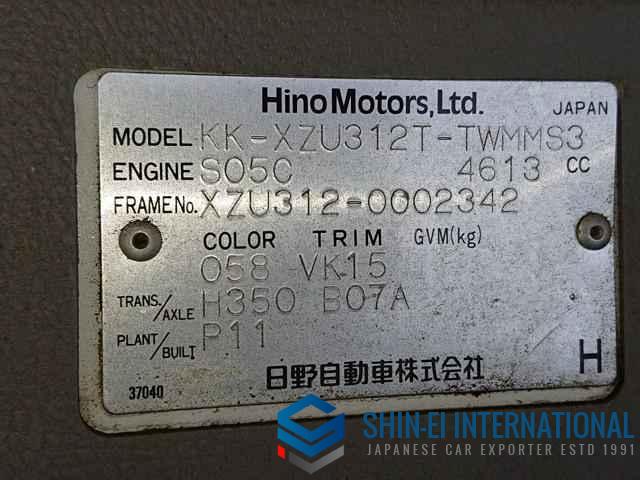 Hino Motors, Ltd. JAPAN
MODEL KK-XZU312T-TWMMS3
ENGINE S05C 4613 CC
FRAME No. XZU312-0002342
COLOR TRIM GVM(kg)
058 VK15
TRANS./AXLE H350 B07A
PLANT/BUILT P11
日野自動車株式会社 H
37040
SHIN-EI INTERNATIONAL
JAPANESE CAR EXPORTER ESTD 1991